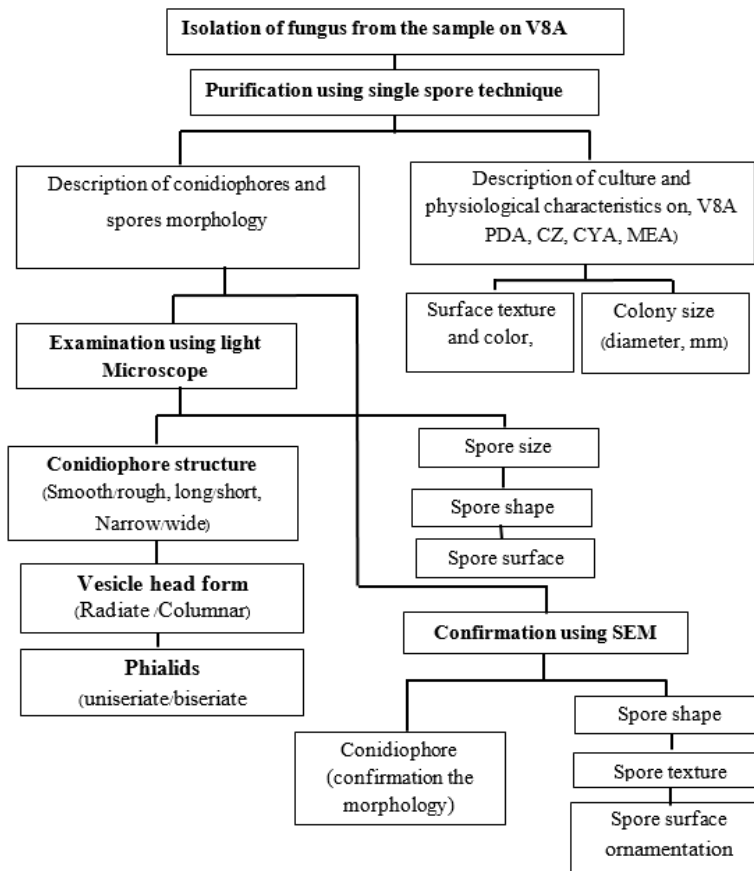 Isolation of fungus from the sample on V8A
Purification using single spore technique
Description of conidiophores and
spores morphology
Description of culture and
physiological characteristics on, V8A
PDA, CZ, CYA, MEA)
Surface texture
and color,
Colony size
(diameter, mm)
Examination using light
Microscope
Conidiophore structure
(Smooth/rough, long/short,
Narrow/wide)
Vesicle head form
(Radiate /Columnar)
Phialids
(uniseriate/biseriate
Spore size
Spore shape
Spore surface
Confirmation using SEM
Conidiophore
(confirmation the
morphology)
Spore shape
Spore texture
Spore surface
ornamentation